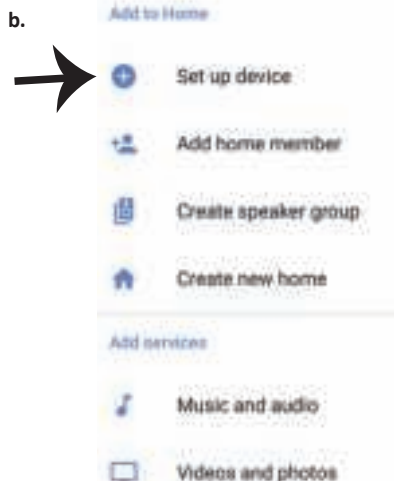 b.
Add to Home
Set up device
Add home member
Create speaker group
Create new home
Add services
Music and audio
Videos and photos